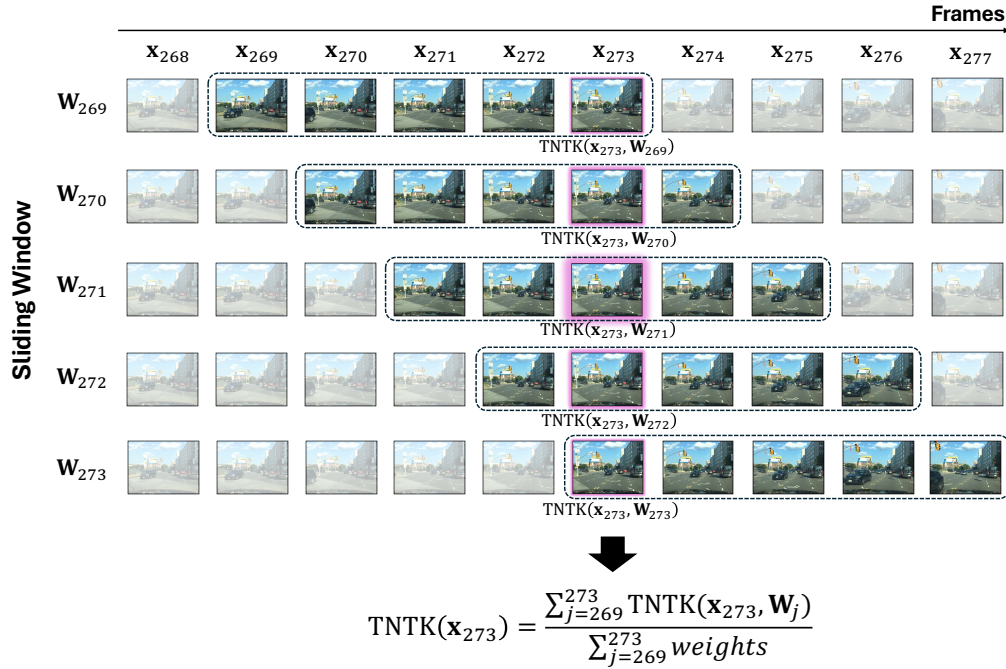 Frames
x₂₆₈ x₂₆₉ x₂₇₀ x₂₇₁ x₂₇₂ x₂₇₃ x₂₇₄ x₂₇₅ x₂₇₆ x₂₇₇
Sliding Window
W₂₆₉
TNTK(x₂₇₃, W₂₆₉)
W₂₇₀
TNTK(x₂₇₃, W₂₇₀)
W₂₇₁
TNTK(x₂₇₃, W₂₇₁)
W₂₇₂
TNTK(x₂₇₃, W₂₇₂)
W₂₇₃
TNTK(x₂₇₃, W₂₇₃)
TNTK(x₂₇₃) = ∑²⁷³ⱼ₌₂₆₉ TNTK(x₂₇₃, Wⱼ) / ∑²⁷³ⱼ₌₂₆₉ weights